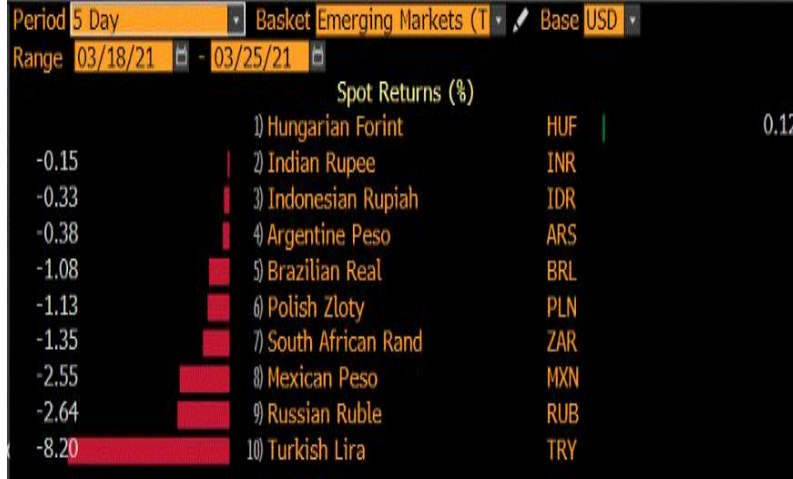 Period 5 Day Basket Emerging Markets (T Base USD
Range 03/18/21 - 03/25/21
Spot Returns (%)
1) Hungarian Forint HUF 0.12
-0.15 2) Indian Rupee INR
-0.33 3) Indonesian Rupiah IDR
-0.38 4) Argentine Peso ARS
-1.08 5) Brazilian Real BRL
-1.13 6) Polish Zloty PLN
-1.35 7) South African Rand ZAR
-2.55 8) Mexican Peso MXN
-2.64 9) Russian Ruble RUB
-8.20 10) Turkish Lira TRY